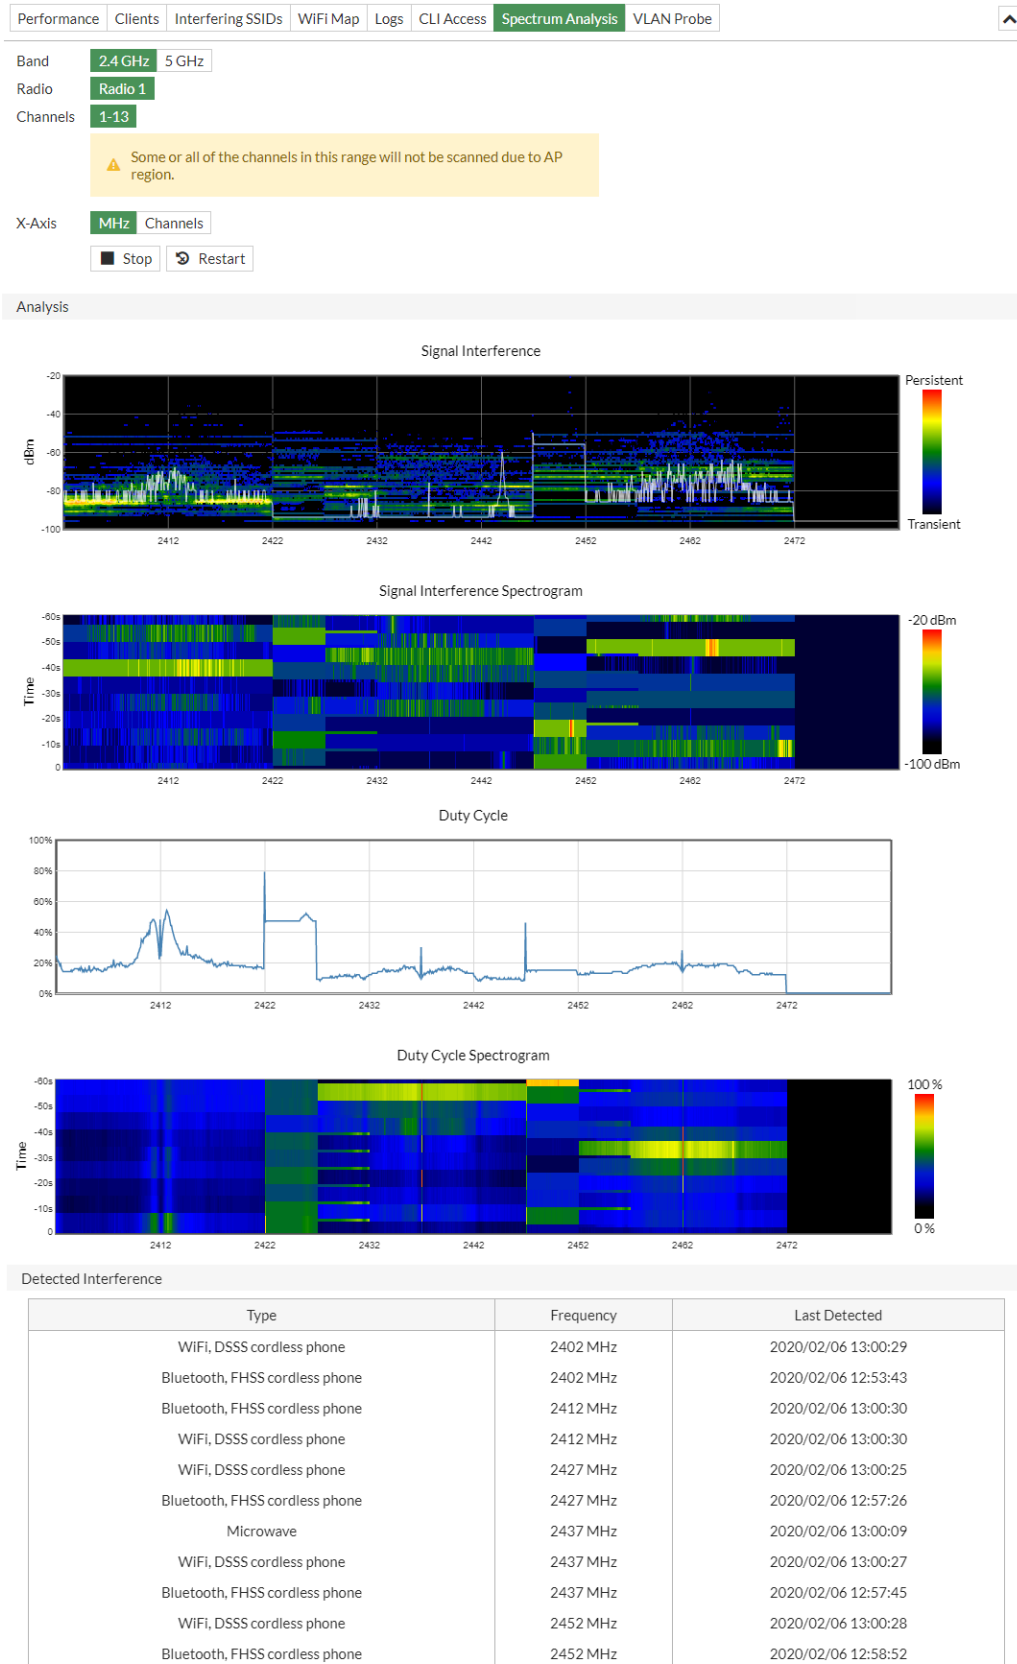 Performance Clients Interfering SSIDs WiFi Map Logs CLI Access Spectrum Analysis VLAN Probe
Band 2.4 GHz 5 GHz
Radio Radio 1
Channels 1-13
Some or all of the channels in this range will not be scanned due to AP
region.
X-Axis MHz Channels
Stop Restart
Analysis
Signal Interference
-20
-40
-60
-80
-100
dBm
2412 2422 2432 2442 2452 2462 2472
Persistent
Transient
Signal Interference Spectrogram
-60s
-50s
-40s
-30s
-20s
-10s
0
Time
2412 2422 2432 2442 2452 2462 2472
-20 dBm
-100 dBm
Duty Cycle
100%
80%
60%
40%
20%
0%
2412 2422 2432 2442 2452 2462 2472
Duty Cycle Spectrogram
-60s
-50s
-40s
-30s
-20s
-10s
0
Time
2412 2422 2432 2442 2452 2462 2472
100 %
0 %
Detected Interference
Type Frequency Last Detected
WiFi, DSSS cordless phone 2402 MHz 2020/02/06 13:00:29
Bluetooth, FHSS cordless phone 2402 MHz 2020/02/06 12:53:43
Bluetooth, FHSS cordless phone 2412 MHz 2020/02/06 13:00:30
WiFi, DSSS cordless phone 2412 MHz 2020/02/06 13:00:30
WiFi, DSSS cordless phone 2427 MHz 2020/02/06 13:00:25
Bluetooth, FHSS cordless phone 2427 MHz 2020/02/06 12:57:26
Microwave 2437 MHz 2020/02/06 13:00:09
WiFi, DSSS cordless phone 2437 MHz 2020/02/06 13:00:27
Bluetooth, FHSS cordless phone 2437 MHz 2020/02/06 12:57:45
WiFi, DSSS cordless phone 2452 MHz 2020/02/06 13:00:28
Bluetooth, FHSS cordless phone 2452 MHz 2020/02/06 12:58:52